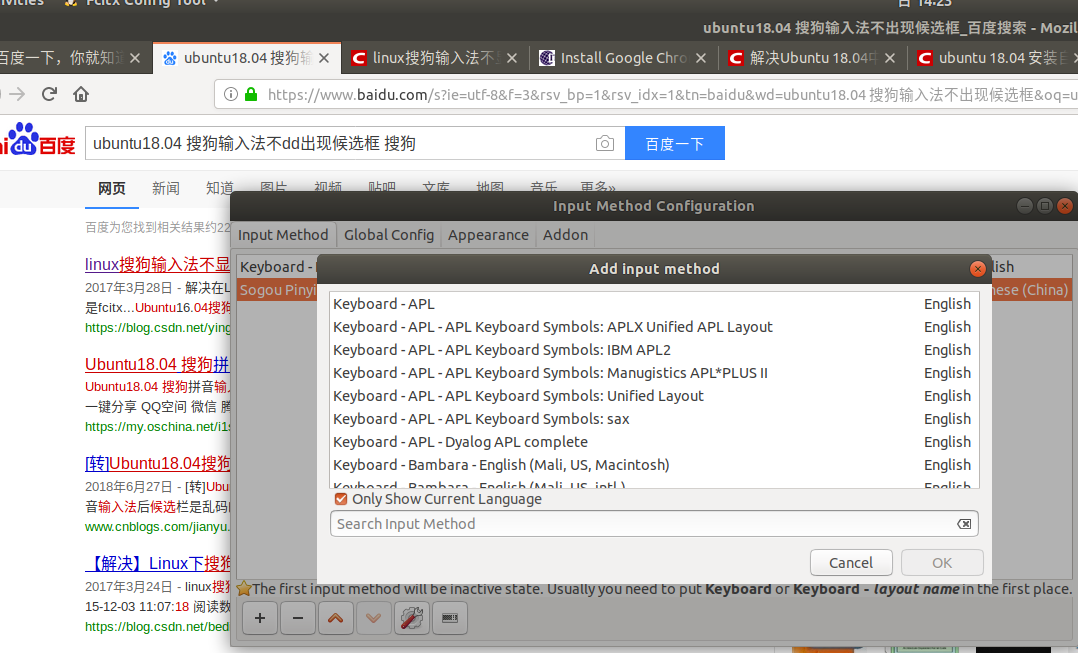 Fcitx Config Tool
日 14:23
ubuntu18.04 搜狗输入法不出现候选框_百度搜索 - Mozil
百度一下，你就知道
ubuntu18.04 搜狗输
linux搜狗输入法不
Install Google Chro
解决Ubuntu 18.04中
ubuntu 18.04 安装
https://www.baidu.com/s?ie=utf-8&f=3&rsv_bp=1&rsv_idx=1&tn=baidu&wd=ubuntu18.04 搜狗输入法不出现候选框&oq=u
du百度
ubuntu18.04 搜狗输入法不dd出现候选框 搜狗
百度一下
网页 新闻 知道 图片 视频 贴吧 文库 地图 音乐 更多»
百度为您找到相关结果约22
linux搜狗输入法不显
2017年3月28日 - 解决在L
是fcitx...Ubuntu16.04搜狗
https://blog.csdn.net/ying
Ubuntu18.04 搜狗拼
Ubuntu18.04 搜狗拼音输
一键分享 QQ空间 微信 腾
https://my.oschina.net/i1s
[转]Ubuntu18.04搜狗
2018年6月27日 - [转]Ubu
音输入法后候选栏是乱码
www.cnblogs.com/jianyu.
【解决】Linux下搜狗
2017年3月24日 - linux搜狗
15-12-03 11:07:18 阅读数
https://blog.csdn.net/bed
Input Method Configuration
Input Method Global Config Appearance Addon
Keyboard -
Sogou Pinyi
Add input method
Keyboard - APL English
Keyboard - APL - APL Keyboard Symbols: APLX Unified APL Layout English
Keyboard - APL - APL Keyboard Symbols: IBM APL2 English
Keyboard - APL - APL Keyboard Symbols: Manugistics APL*PLUS II English
Keyboard - APL - APL Keyboard Symbols: Unified Layout English
Keyboard - APL - APL Keyboard Symbols: sax English
Keyboard - APL - Dyalog APL complete English
Keyboard - Bambara - English (Mali, US, Macintosh) English
Keyboard - Bambara - English (Mali, US, intl.) English
Only Show Current Language
Search Input Method
Cancel
OK
lish
nese (China)
The first input method will be inactive state. Usually you need to put Keyboard or Keyboard - layout name in the first place.